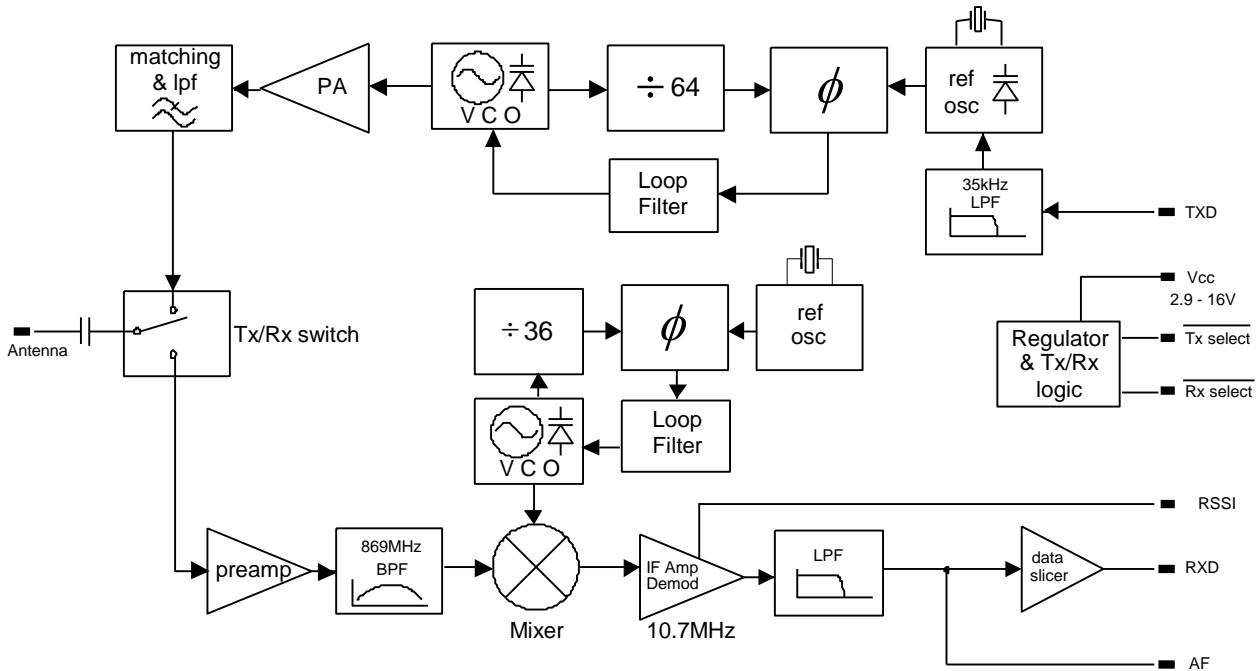 matching
& lpf
PA
V C O
÷ 64
ϕ
ref
osc
Loop
Filter
35kHz
LPF
TXD
Vcc
2.9 - 16V
Tx select
Rx select
Regulator
& Tx/Rx
logic
Antenna
Tx/Rx switch
÷ 36
ϕ
ref
osc
V C O
Loop
Filter
RSSI
preamp
869MHz
BPF
Mixer
IF Amp
Demod
10.7MHz
LPF
data
slicer
RXD
AF